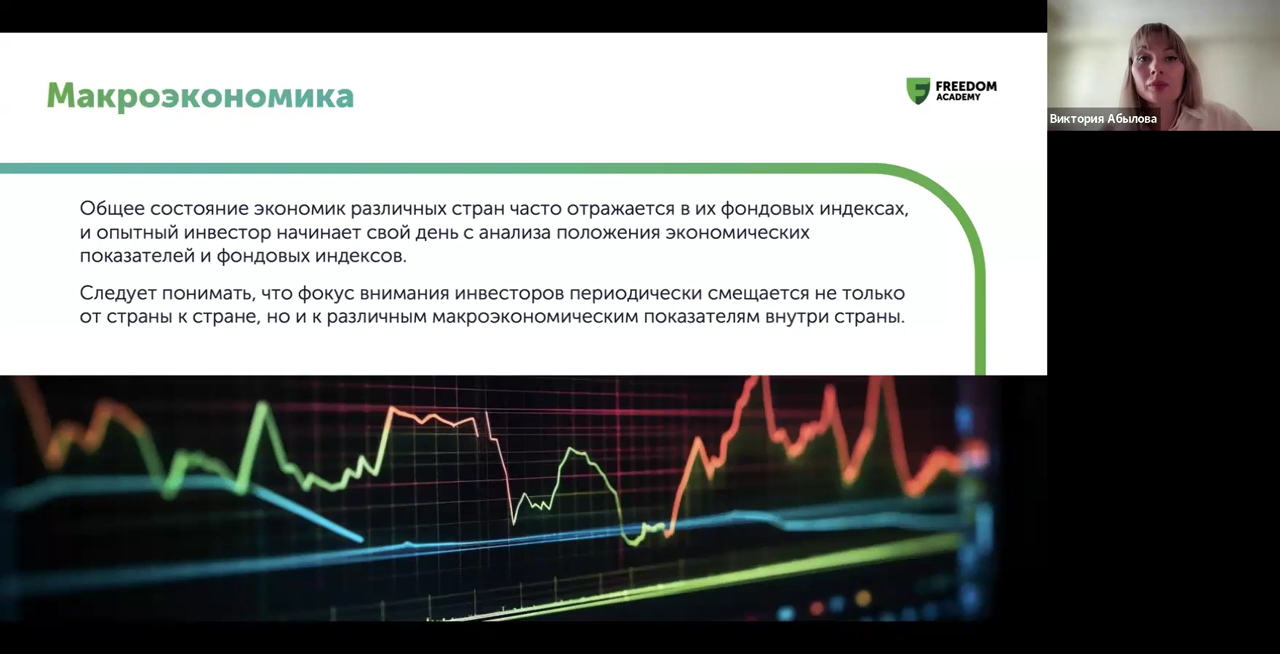 Макроэкономика
FREEDOM
ACADEMY
Виктория Абылова
Общее состояние экономик различных стран часто отражается в их фондовых индексах,
и опытный инвестор начинает свой день с анализа положения экономических
показателей и фондовых индексов.
Следует понимать, что фокус внимания инвесторов периодически смещается не только
от страны к стране, но и к различным макроэкономическим показателям внутри страны.